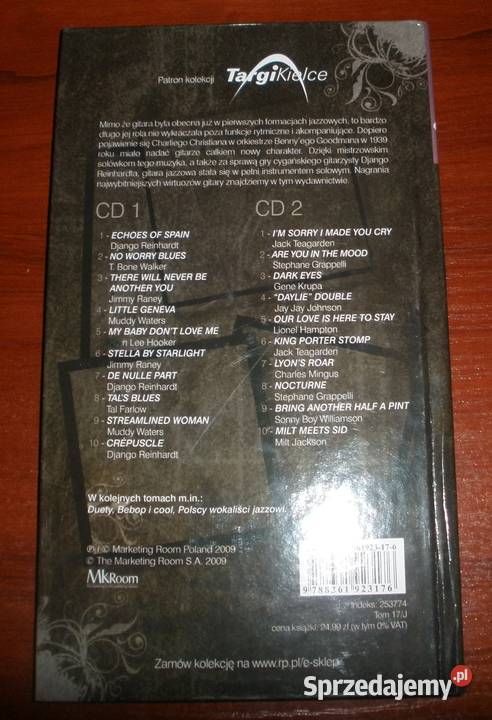 Patron kolekcji Targi Kielce
Mimo że gitara była obecna już w pierwszych formacjach jazzowych, to bardzo
długo jej rola nie wykraczała poza funkcje rytmiczne i akompaniujące. Dopiero
pojawienie się Charliego Christiana w orkiestrze Benny'ego Goodmana w 1939
roku miało nadać gitarze całkiem nowy charakter. Dzięki mistrzowskim
solówkom tego muzyka, a także za sprawą gry cygańskiego gitarzysty Django
Reinhardta, gitara jazzowa stała się w pełni instrumentem solowym. Nagrania
najwybitniejszych wirtuozów gitary znajdziemy w tym wydawnictwie.
CD 1
1 - ECHOES OF SPAIN
Django Reinhardt
2 - NO WORRY BLUES
T. Bone Walker
3 - THERE WILL NEVER BE
ANOTHER YOU
Jimmy Raney
4 - LITTLE GENEVA
Muddy Waters
5 - MY BABY DON'T LOVE ME
n Lee Hooker
6 - STELLA BY STARLIGHT
Jimmy Raney
7 - DE NULLE PART
Django Reinhardt
8 - TAL'S BLUES
Tal Farlow
9 - STREAMLINED WOMAN
Muddy Waters
10 - CRÉPUSCLE
Django Reinhardt
CD 2
1 - I'M SORRY I MADE YOU CRY
Jack Teagarden
2 - ARE YOU IN THE MOOD
Stephane Grappelli
3 - DARK EYES
Gene Krupa
4 - "DAYLIE" DOUBLE
Jay Jay Johnson
5 - OUR LOVE IS HERE TO STAY
Lionel Hampton
6 - KING PORTER STOMP
Jack Teagarden
7 - LYON'S ROAR
Charles Mingus
8 - NOCTURNE
Stephane Grappelli
9 - BRING ANOTHER HALF A PINT
Sonny Boy Williamson
10 - MILT MEETS SID
Milt Jackson
W kolejnych tomach m.in.:
Duety, Bebop i cool, Polscy wokaliści jazzowi.
℗ i © Marketing Room Poland 2009
© The Marketing Room S.A. 2009
MkRoom
61923-17-6
9 788361 923176
Indeks: 253774
Tom 17/J
cena książki: 24,99 zł (w tym 0% VAT)
Zamów kolekcję na www.rp.pl/e-sklep
Sprzedajemy.pl